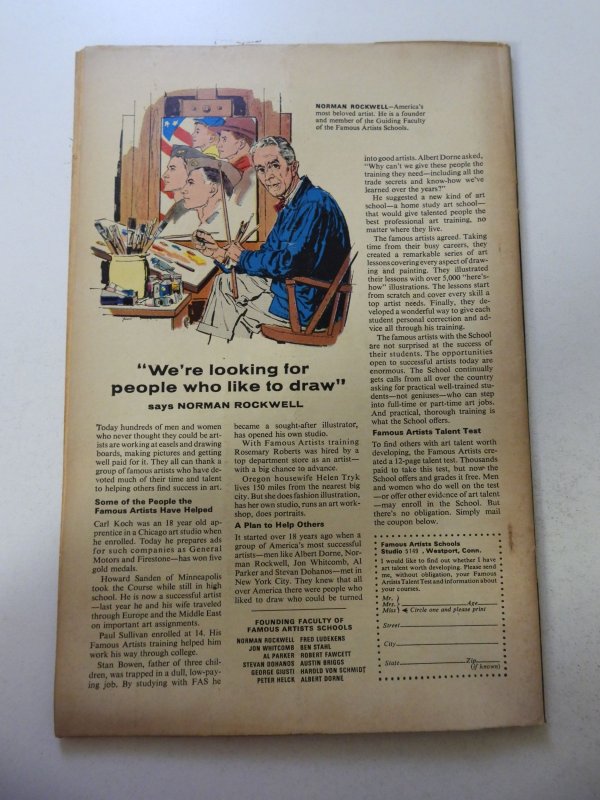 NORMAN ROCKWELL—America's
most beloved artist. He is a founder
and member of the Guiding Faculty
of the Famous Artists Schools.
"We're looking for
people who like to draw"
says NORMAN ROCKWELL
Today hundreds of men and women
who never thought they could be art-
ists are working at easels and drawing
boards, making pictures and getting
well paid for it. They all can thank a
group of famous artists who have de-
voted much of their time and talent
to helping others find success in art.
Some of the People the
Famous Artists Have Helped
Carl Koch was an 18 year old ap-
prentice in a Chicago art studio when
he enrolled. Today he prepares ads
for such companies as General
Motors and Firestone—has won five
gold medals.
Howard Sanden of Minneapolis
took the Course while still in high
school. He is now a successful artist
—last year he and his wife traveled
through Europe and the Middle East
on important art assignments.
Paul Sullivan enrolled at 14. His
Famous Artists training helped him
work his way through college.
Stan Bowen, father of three chil-
dren, was trapped in a dull, low-pay-
ing job. By studying with FAS he
became a sought-after illustrator,
has opened his own studio.
With Famous Artists training
Rosemary Roberts was hired by a
top department store as an artist—
with a big chance to advance.
Oregon housewife Helen Tryk
lives 150 miles from the nearest big
city. But she does fashion illustration,
has her own studio, runs an art work-
shop, does portraits.
A Plan to Help Others
It started over 18 years ago when a
group of America's most successful
artists—men like Albert Dorne, Nor-
man Rockwell, Jon Whitcomb, Al
Parker and Stevan Dohanos—met in
New York City. They knew that all
over America there were people who
liked to draw who could be turned
FOUNDING FACULTY OF
FAMOUS ARTISTS SCHOOLS
NORMAN ROCKWELL FRED LUDEKENS
JON WHITCOMB BEN STAHL
AL PARKER ROBERT FAWCETT
STEVAN DOHANOS AUSTIN BRIGGS
GEORGE GIUSTI HAROLD VON SCHMIDT
PETER HELCK ALBERT DORNE
into good artists. Albert Dorne asked,
"Why can't we give these people the
training they need—including all the
trade secrets and know-how we've
learned over the years?"
He suggested a new kind of art
school—a home study art school—
that would give talented people the
best professional art training, no
matter where they live.
The famous artists agreed. Taking
time from their busy careers, they
created a remarkable series of art
lessons covering every aspect of draw-
ing and painting. They illustrated
their lessons with over 5,000 "here's-
how" illustrations. The lessons start
from scratch and cover every skill a
top artist needs. Finally, they de-
veloped a wonderful way to give each
student personal correction and ad-
vice all through his training.
The famous artists with the School
are not surprised at the success of
their students. The opportunities
open to successful artists today are
enormous. The School continually
gets calls from all over the country
asking for practical well-trained stu-
dents—not geniuses—who can step
into full-time or part-time art jobs.
And practical, thorough training is
what the School offers.
Famous Artists Talent Test
To find others with art talent worth
developing, the Famous Artists cre-
ated a 12-page talent test. Thousands
paid to take this test, but now the
School offers and grades it free. Men
and women who do well on the test
—or offer other evidence of art talent
—may enroll in the School. But
there's no obligation. Simply mail
the coupon below.
Famous Artists Schools
Studio 5149, Westport, Conn.
I would like to find out whether I have
art talent worth developing. Please send
me, without obligation, your Famous
Artists Talent Test and information about
your courses.
Mr.
Mrs. Age
Miss Circle one and please print
Street
City
State Zip
(if known)